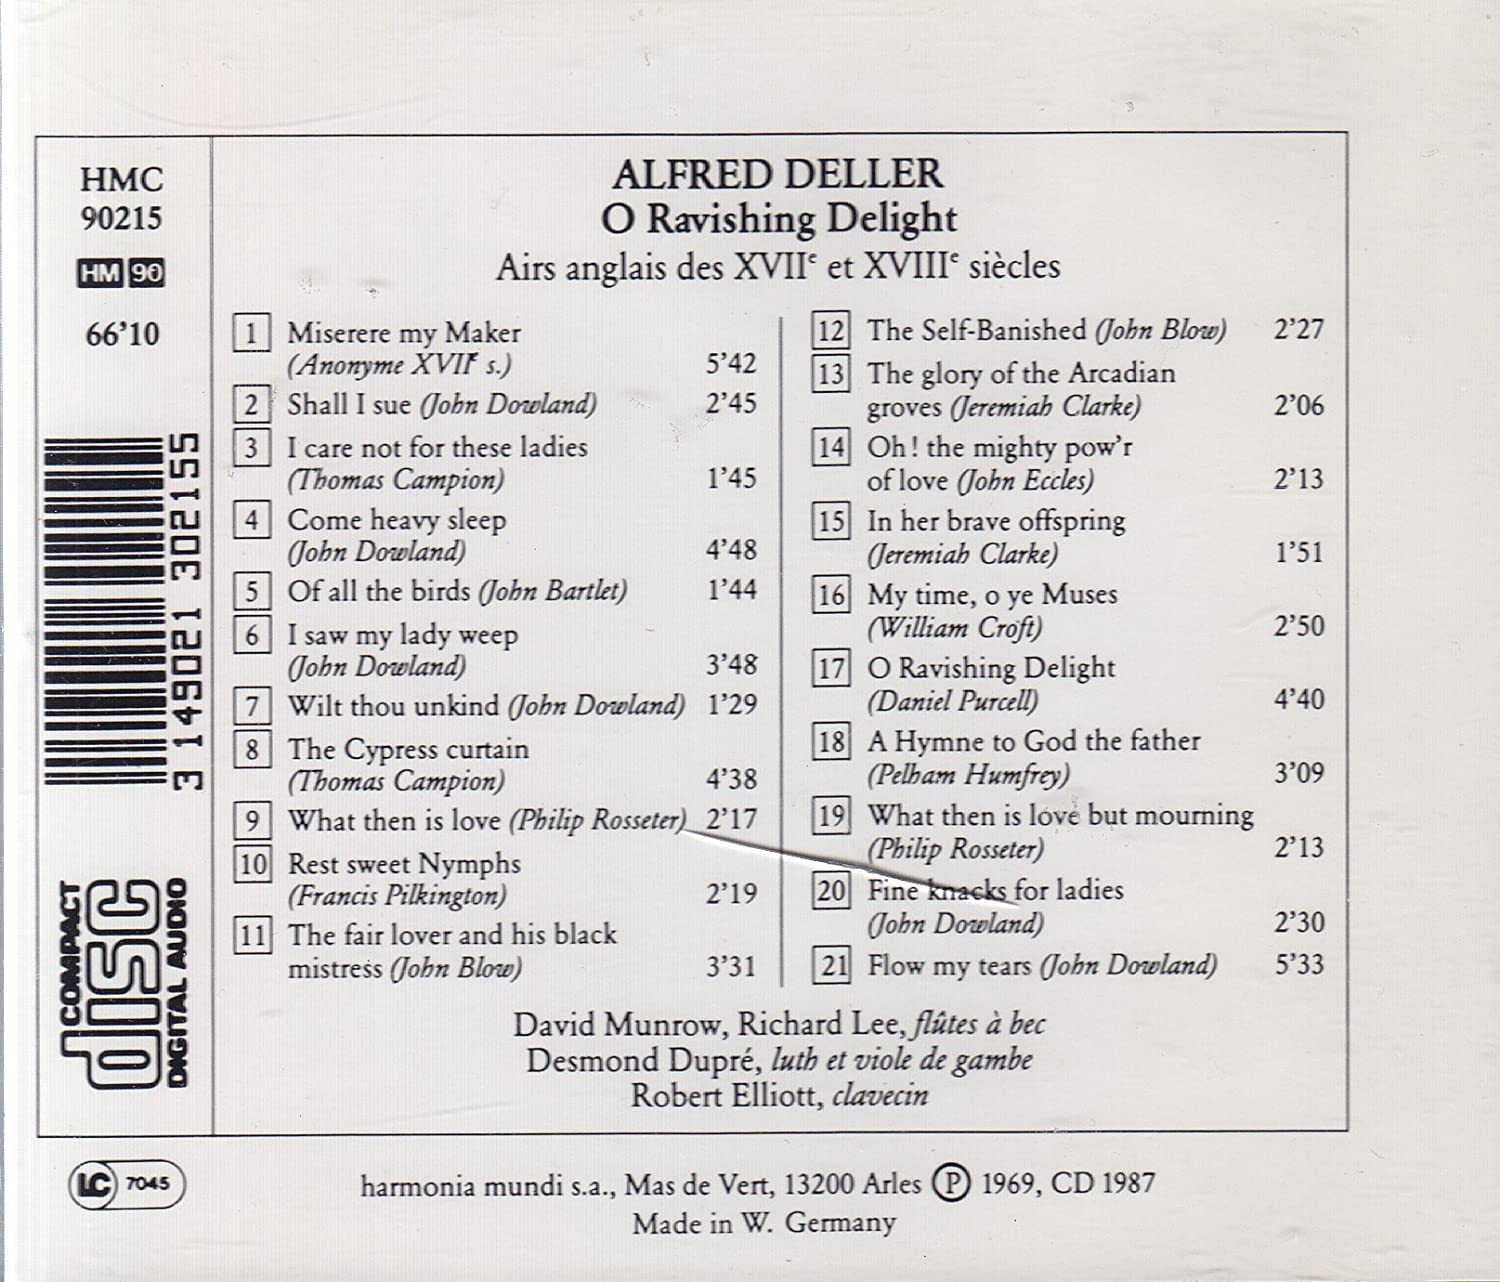 HMC
90215
HM 90
66'10
3 149021 302155
COMPACT
disc
DIGITAL AUDIO
ALFRED DELLER
O Ravishing Delight
Airs anglais des XVIIe et XVIIIe siècles
1 Miserere my Maker
(Anonyme XVIIe s.) 5'42
2 Shall I sue (John Dowland) 2'45
3 I care not for these ladies
(Thomas Campion) 1'45
4 Come heavy sleep
(John Dowland) 4'48
5 Of all the birds (John Bartlet) 1'44
6 I saw my lady weep
(John Dowland) 3'48
7 Wilt thou unkind (John Dowland) 1'29
8 The Cypress curtain
(Thomas Campion) 4'38
9 What then is love (Philip Rosseter) 2'17
10 Rest sweet Nymphs
(Francis Pilkington) 2'19
11 The fair lover and his black
mistress (John Blow) 3'31
12 The Self-Banished (John Blow) 2'27
13 The glory of the Arcadian
groves (Jeremiah Clarke) 2'06
14 Oh! the mighty pow'r
of love (John Eccles) 2'13
15 In her brave offspring
(Jeremiah Clarke) 1'51
16 My time, o ye Muses
(William Croft) 2'50
17 O Ravishing Delight
(Daniel Purcell) 4'40
18 A Hymne to God the father
(Pelham Humfrey) 3'09
19 What then is love but mourning
(Philip Rosseter) 2'13
20 Fine knacks for ladies
(John Dowland) 2'30
21 Flow my tears (John Dowland) 5'33
David Munrow, Richard Lee, flûtes à bec
Desmond Dupré, luth et viole de gambe
Robert Elliott, clavecin
LC 7045
harmonia mundi s.a., Mas de Vert, 13200 Arles Ⓟ 1969, CD 1987
Made in W. Germany